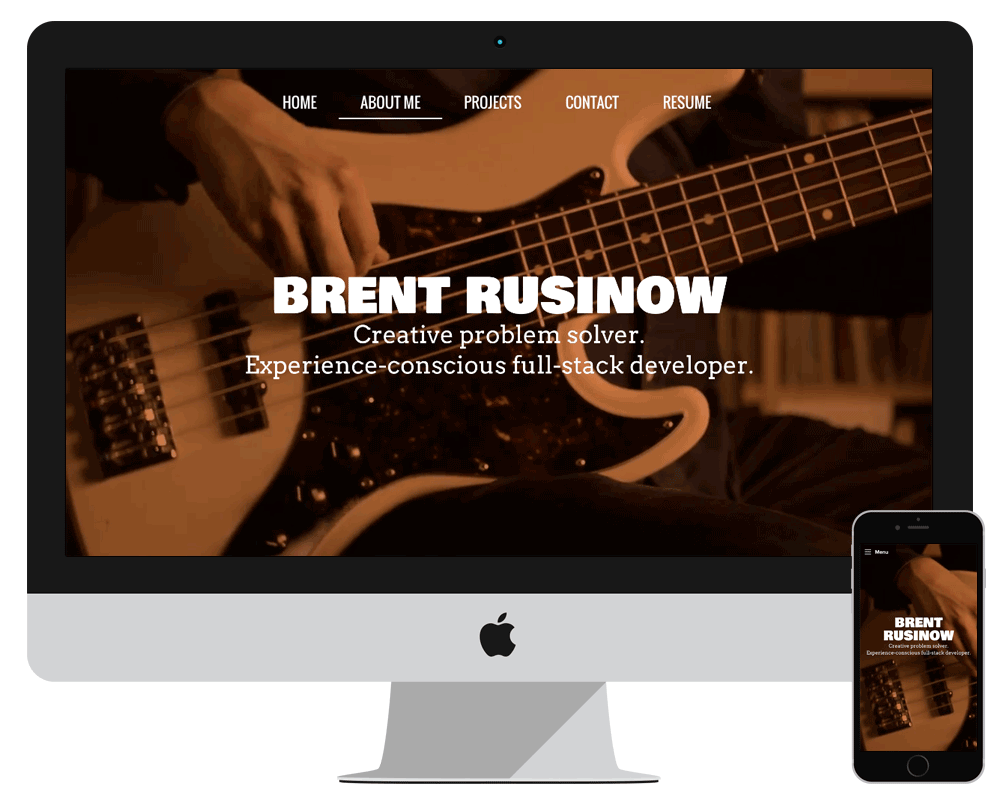 HOME ABOUT ME PROJECTS CONTACT RESUME
BRENT RUSINOW
Creative problem solver.
Experience-conscious full-stack developer.
Menu
BRENT
RUSINOW
Creative problem solver.
Experience-conscious full-stack developer.